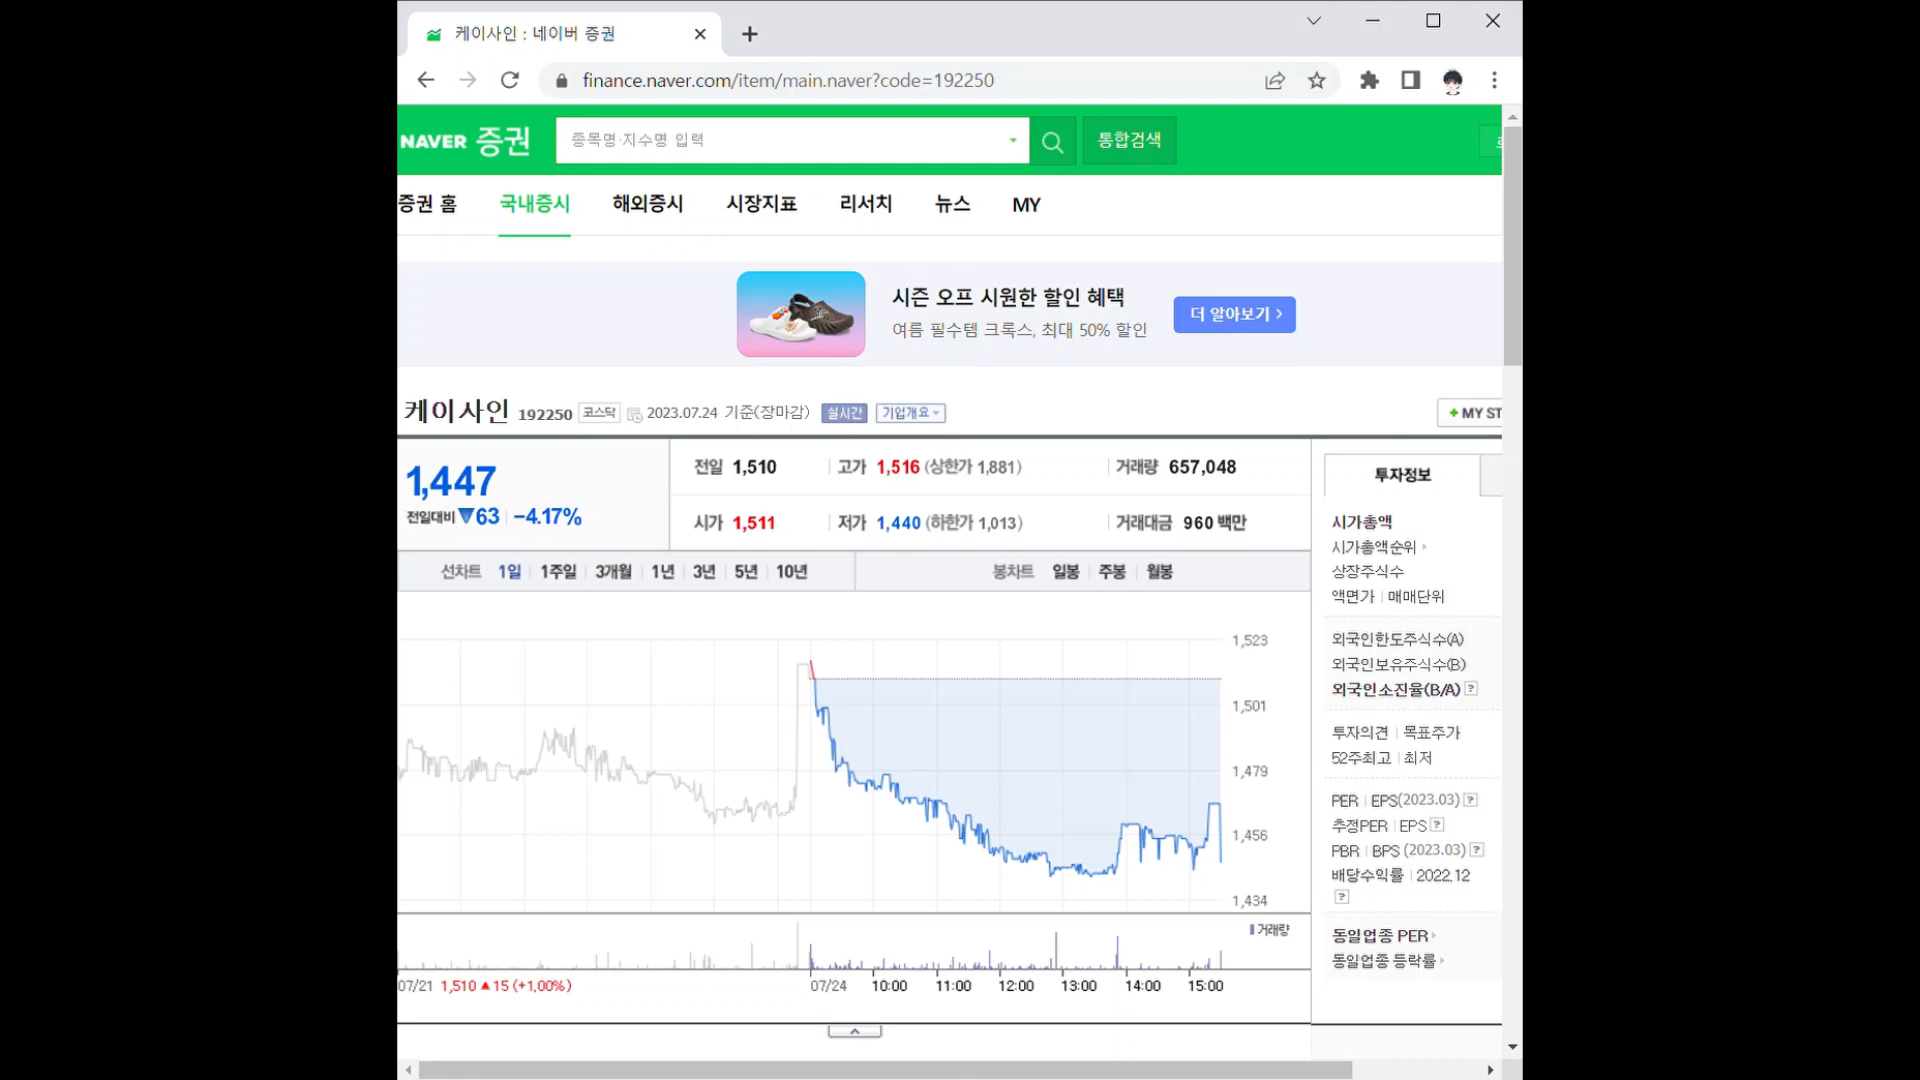 케이사인 : 네이버 증권
finance.naver.com/item/main.naver?code=192250
NAVER 증권
종목명·지수명 입력
통합검색
증권 홈 국내증시 해외증시 시장지표 리서치 뉴스 MY
시즌 오프 시원한 할인 혜택
여름 필수템 크록스, 최대 50% 할인
더 알아보기 >
케이사인 192250 코스닥 2023.07.24 기준(장마감) 실시간 기업개요
+ MY ST
1,447
전일대비 ▼63 -4.17%
전일 1,510 고가 1,516 (상한가 1,881) 거래량 657,048
시가 1,511 저가 1,440 (하한가 1,013) 거래대금 960 백만
선차트 1일 1주일 3개월 1년 3년 5년 10년 봉차트 일봉 주봉 월봉
1,523
1,501
1,479
1,456
1,434
거래량
07/21 1,510 ▲15 (+1.00%) 07/24 10:00 11:00 12:00 13:00 14:00 15:00
투자정보
시가총액
시가총액순위
상장주식수
액면가 | 매매단위
외국인한도주식수(A)
외국인보유주식수(B)
외국인소진율(B/A) ?
투자의견 | 목표주가
52주최고 | 최저
PER | EPS(2023.03) ?
추정PER | EPS ?
PBR | BPS (2023.03) ?
배당수익률 | 2022.12
?
동일업종 PER
동일업종 등락률